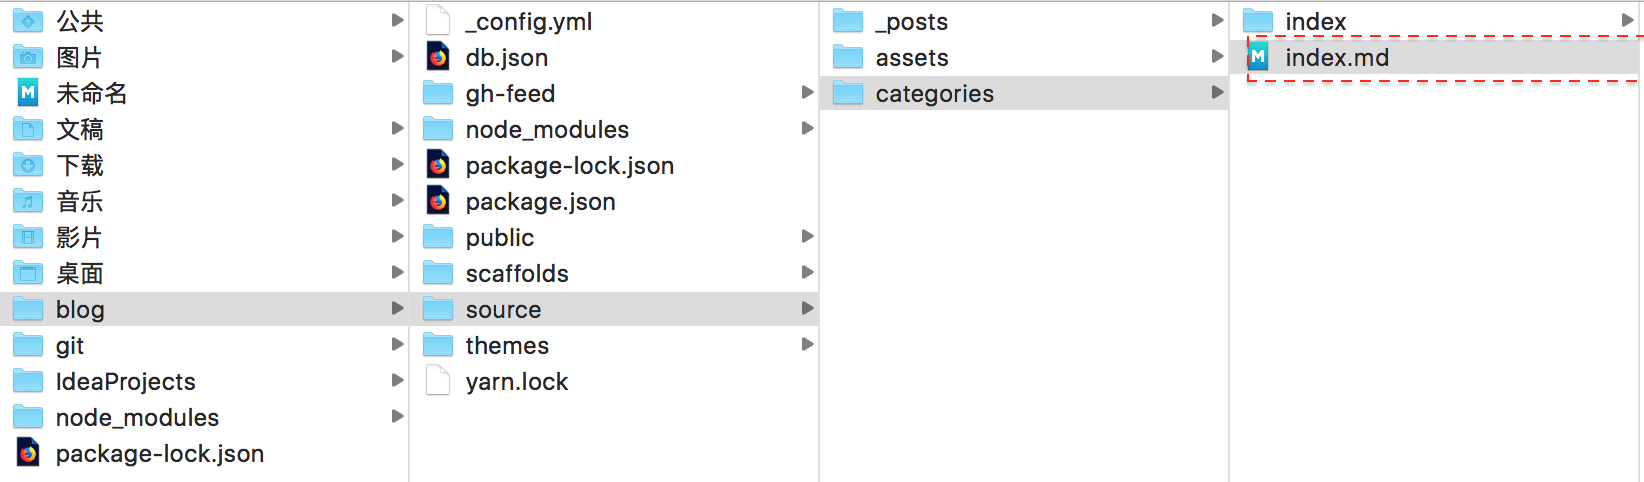 公共
图片
未命名
文稿
下载
音乐
影片
桌面
blog
git
IdeaProjects
node_modules
package-lock.json
_config.yml
db.json
gh-feed
node_modules
package-lock.json
package.json
public
scaffolds
source
themes
yarn.lock
_posts
assets
categories
index
index.md